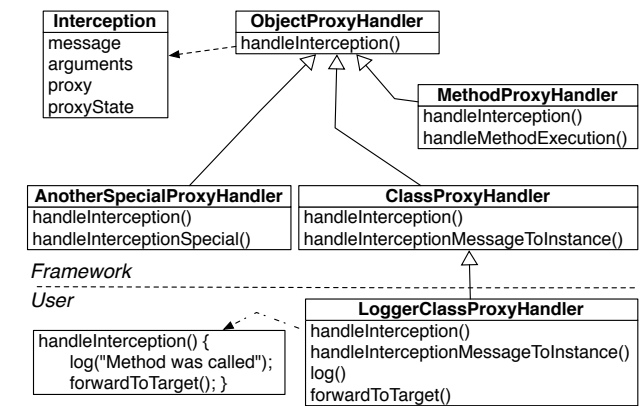 Interception
message
arguments
proxy
proxyState
ObjectProxyHandler
handleInterception()
MethodProxyHandler
handleInterception()
handleMethodExecution()
AnotherSpecialProxyHandler
handleInterception()
handleInterceptionSpecial()
ClassProxyHandler
handleInterception()
handleInterceptionMessageToInstance()
Framework
User
handleInterception() {
log("Method was called");
forwardToTarget(); }
LoggerClassProxyHandler
handleInterception()
handleInterceptionMessageToInstance()
log()
forwardToTarget()